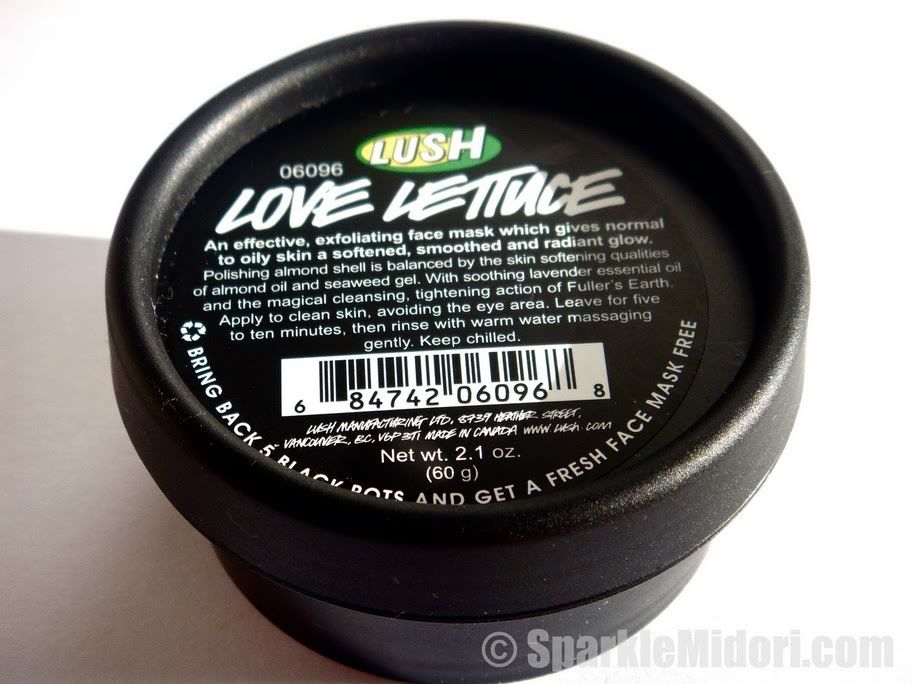 LUSH
06096
LOVE LETTUCE
An effective, exfoliating face mask which gives normal
to oily skin a softened, smoothed and radiant glow.
Polishing almond shell is balanced by the skin softening qualities
of almond oil and seaweed gel. With soothing lavender essential oil
and the magical cleansing, tightening action of Fuller's Earth.
Apply to clean skin, avoiding the eye area. Leave for five
to ten minutes, then rinse with warm water massaging
gently. Keep chilled.
6 84742 06096 8
LUSH MANUFACTURING LTD, 8739 HEATHER STREET,
VANCOUVER, BC, V6P 3T1 MADE IN CANADA www.lush.com
Net wt. 2.1 oz.
(60 g)
BRING BACK 5 BLACK POTS AND GET A FRESH FACE MASK FREE
© SparkleMidori.com